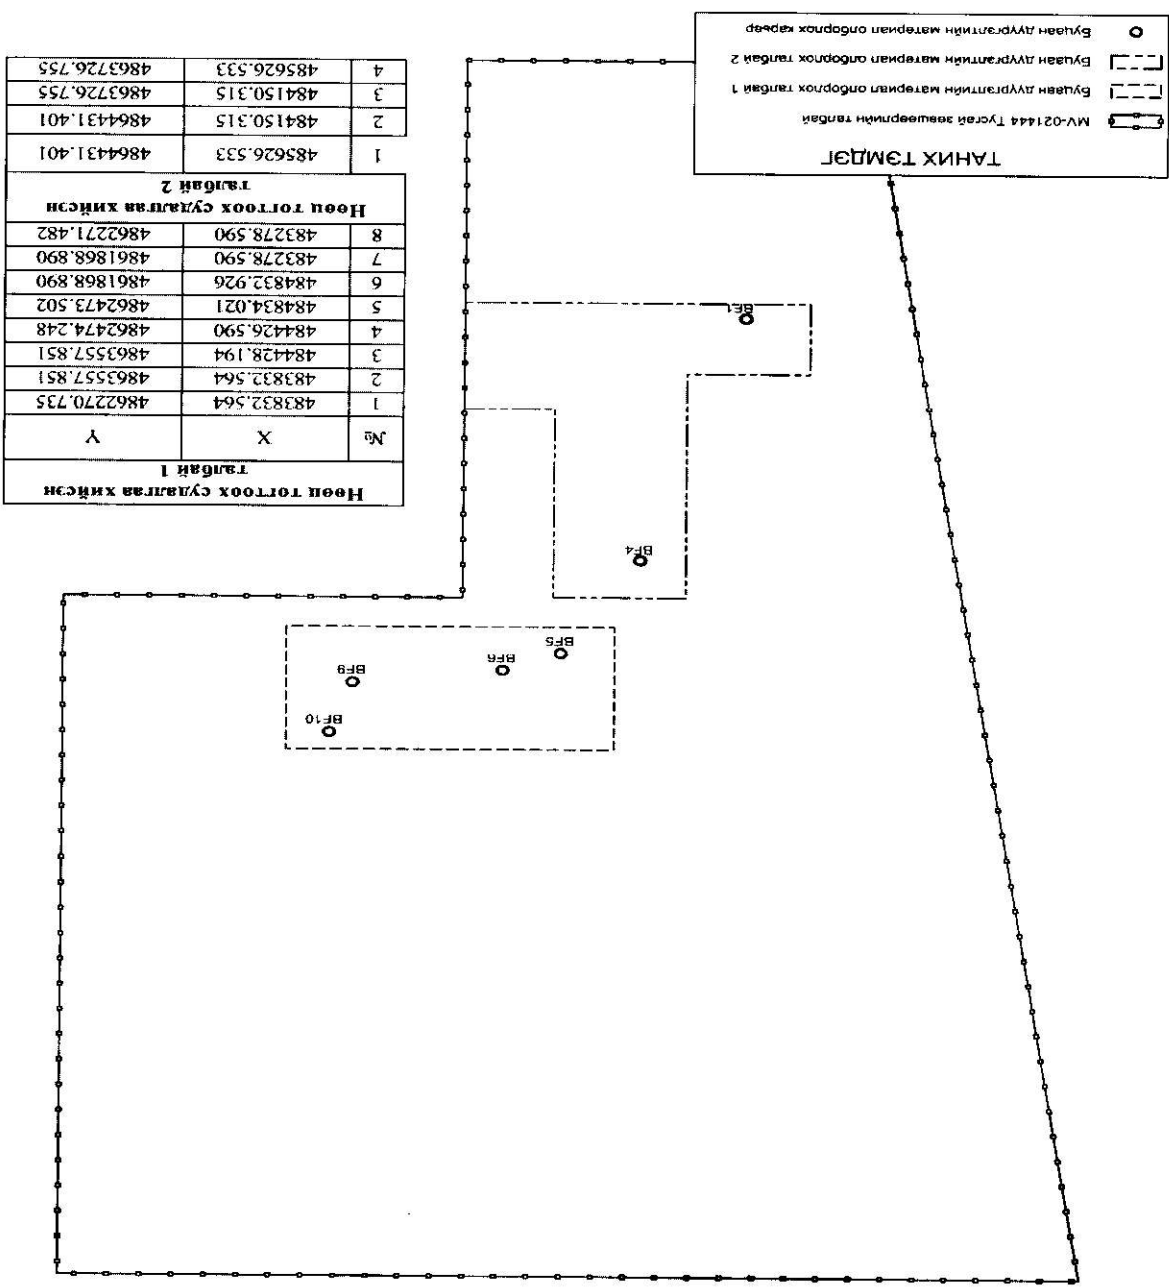 BF10
BF9
BF6
BF5
BF4
BF1
Нөөц тогтоох судалгаа хийсэн
талбай 1
№ X Y
1 483832.564 4862270.735
2 483832.564 4863557.851
3 484428.194 4863557.851
4 484426.590 4862474.248
5 484834.021 4862473.502
6 484832.926 4861868.890
7 483278.590 4861868.890
8 483278.590 4862271.482
Нөөц тогтоох судалгаа хийсэн
талбай 2
1 485626.533 4864431.401
2 484150.315 4864431.401
3 484150.315 4863726.755
4 485626.533 4863726.755
ТАНИХ ТЭМДЭГ
MV-021444 Тусгай зөвшөөрлийн талбай
Буцаан дүүргэлтийн материал олборлох талбай 1
Буцаан дүүргэлтийн материал олборлох талбай 2
Буцаан дүүргэлтийн материал олборлох карьер